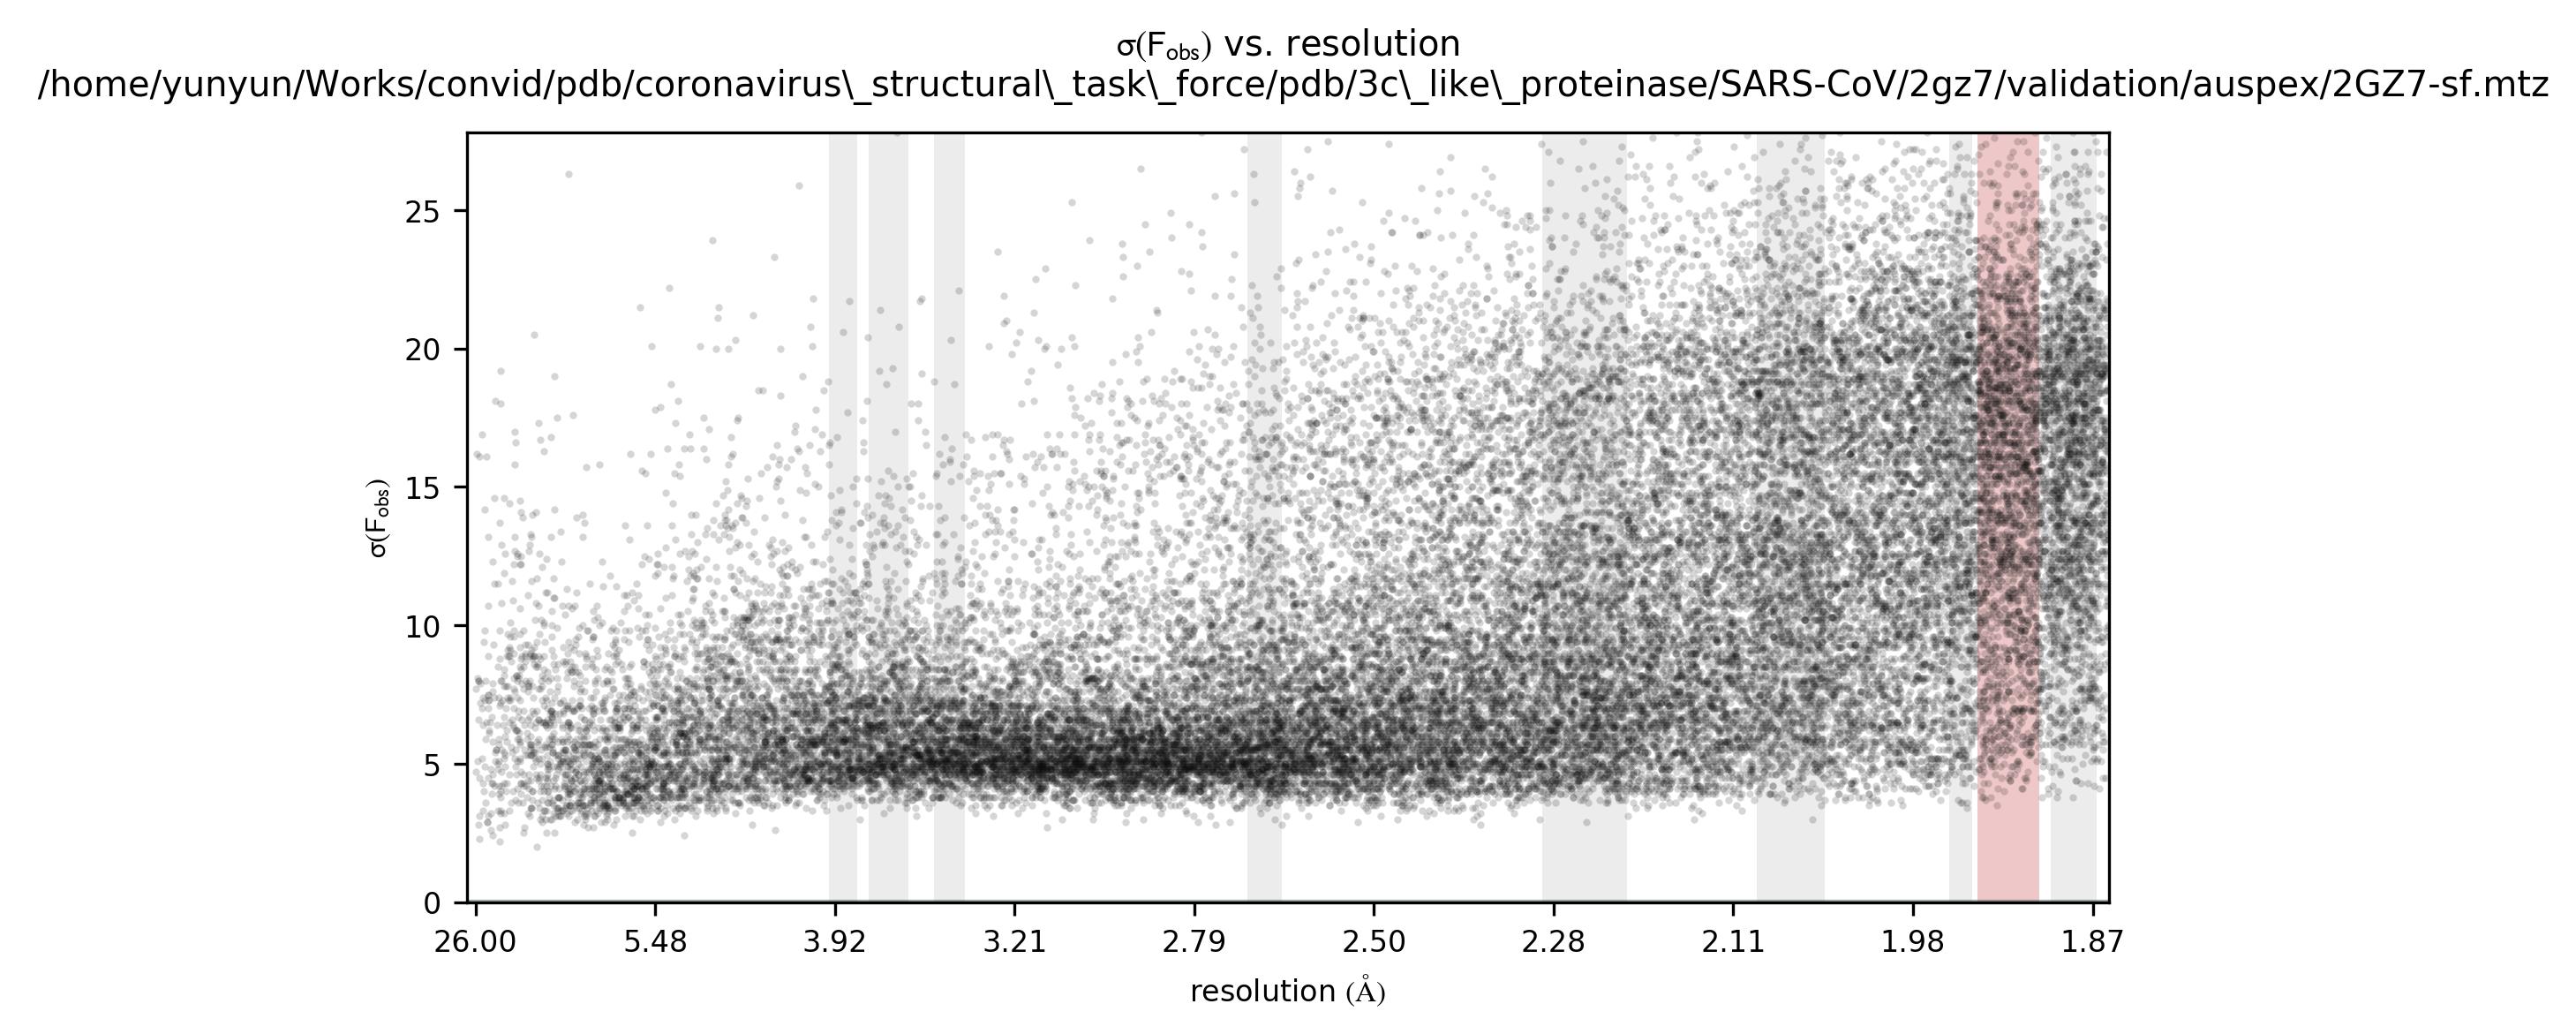 σ(F_obs) vs. resolution
/home/yunyun/Works/convid/pdb/coronavirus\_structural\_task\_force/pdb/3c\_like\_proteinase/SARS-CoV/2gz7/validation/auspex/2GZ7-sf.mtz
25
20
15
10
5
0
σ(F_obs)
26.00 5.48 3.92 3.21 2.79 2.50 2.28 2.11 1.98 1.87
resolution (Å)